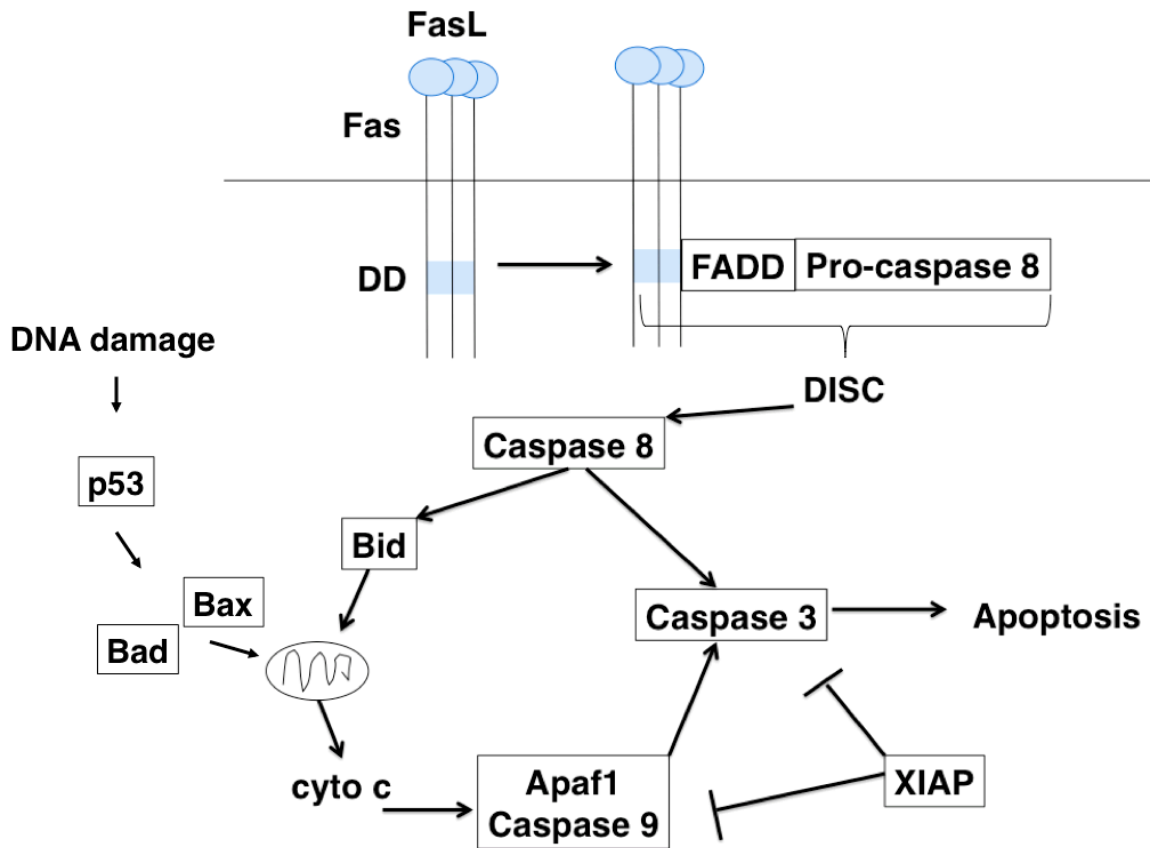 FasL
Fas
DD
FADD
Pro-caspase 8
DNA damage
DISC
Caspase 8
p53
Bid
Bax
Bad
Caspase 3
Apoptosis
cyto c
Apaf1
Caspase 9
XIAP